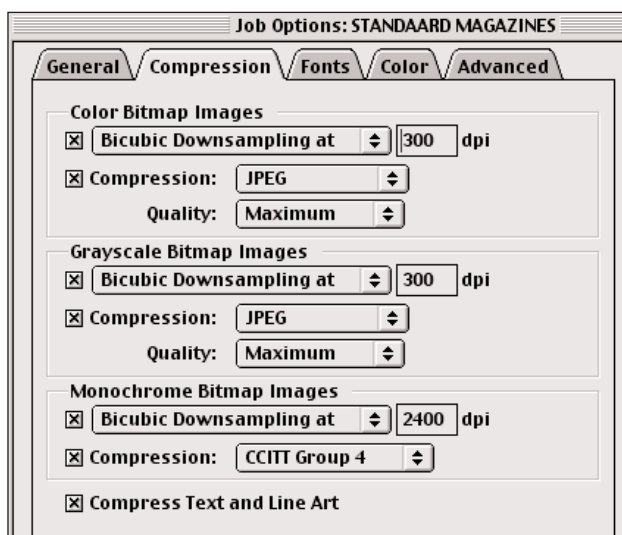 Job Options: STANDAARD MAGAZINES
General Compression Fonts Color Advanced
Color Bitmap Images
Bicubic Downsampling at 300 dpi
Compression: JPEG
Quality: Maximum
Grayscale Bitmap Images
Bicubic Downsampling at 300 dpi
Compression: JPEG
Quality: Maximum
Monochrome Bitmap Images
Bicubic Downsampling at 2400 dpi
Compression: CCITT Group 4
Compress Text and Line Art